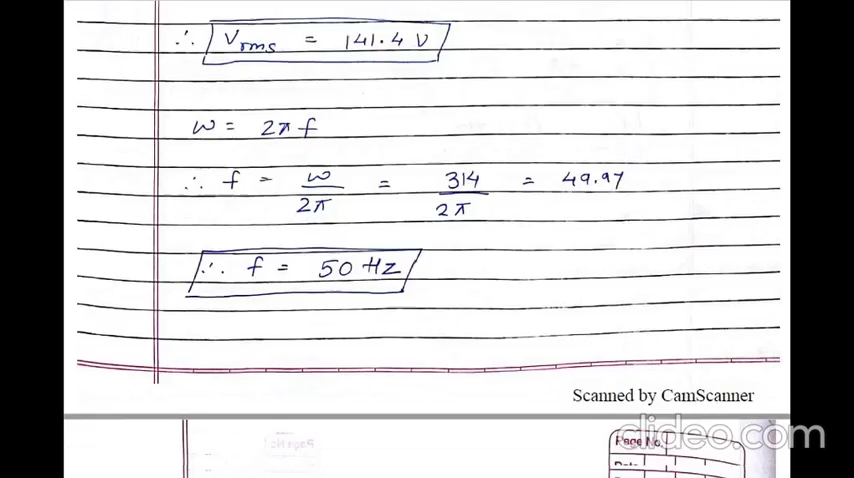 ∴ Vrms = 141.4 V
ω = 2π f
∴ f = ω / 2π = 314 / 2π = 49.97
∴ f = 50 Hz
Scanned by CamScanner
clideo.com
Page No.